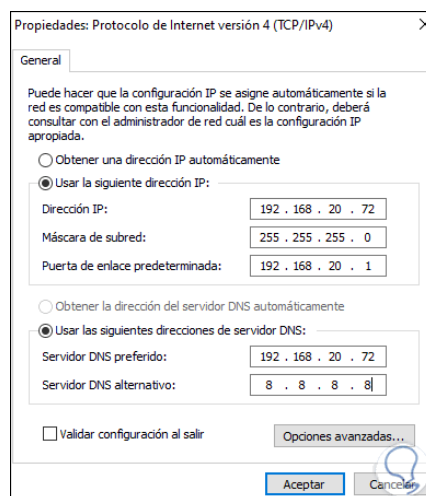 Propiedades: Protocolo de Internet versión 4 (TCP/IPv4)
General
Puede hacer que la configuración IP se asigne automáticamente si la
red es compatible con esta funcionalidad. De lo contrario, deberá
consultar con el administrador de red cuál es la configuración IP
apropiada.
Obtener una dirección IP automáticamente
Usar la siguiente dirección IP:
Dirección IP: 192 . 168 . 20 . 72
Máscara de subred: 255 . 255 . 255 . 0
Puerta de enlace predeterminada: 192 . 168 . 20 . 1
Obtener la dirección del servidor DNS automáticamente
Usar las siguientes direcciones de servidor DNS:
Servidor DNS preferido: 192 . 168 . 20 . 72
Servidor DNS alternativo: 8 . 8 . 8 . 8
Validar configuración al salir
Opciones avanzadas...
Aceptar
Cancelar